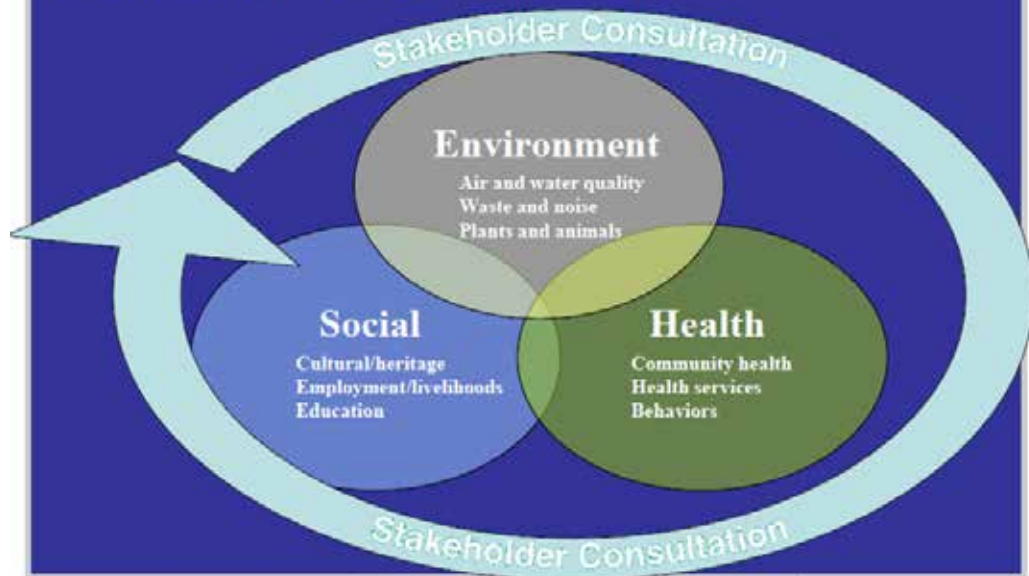 Stakeholder Consultation
Environment
Air and water quality
Waste and noise
Plants and animals
Social
Cultural/heritage
Employment/livelihoods
Education
Health
Community health
Health services
Behaviors
Stakeholder Consultation